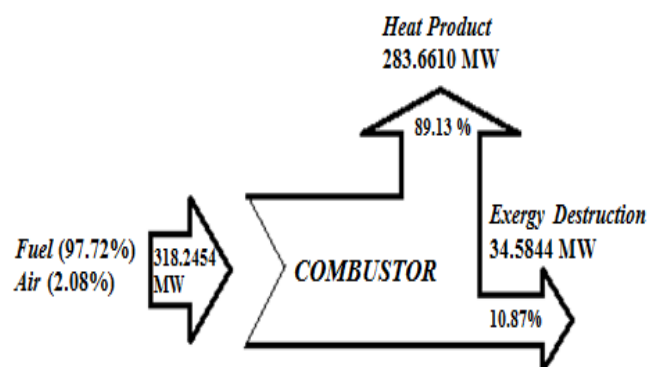 Heat Product
283.6610 MW
89.13 %
Exergy Destruction
34.5844 MW
Fuel (97.72%)
Air (2.08%)
318.2454
MW
COMBUSTOR
10.87%